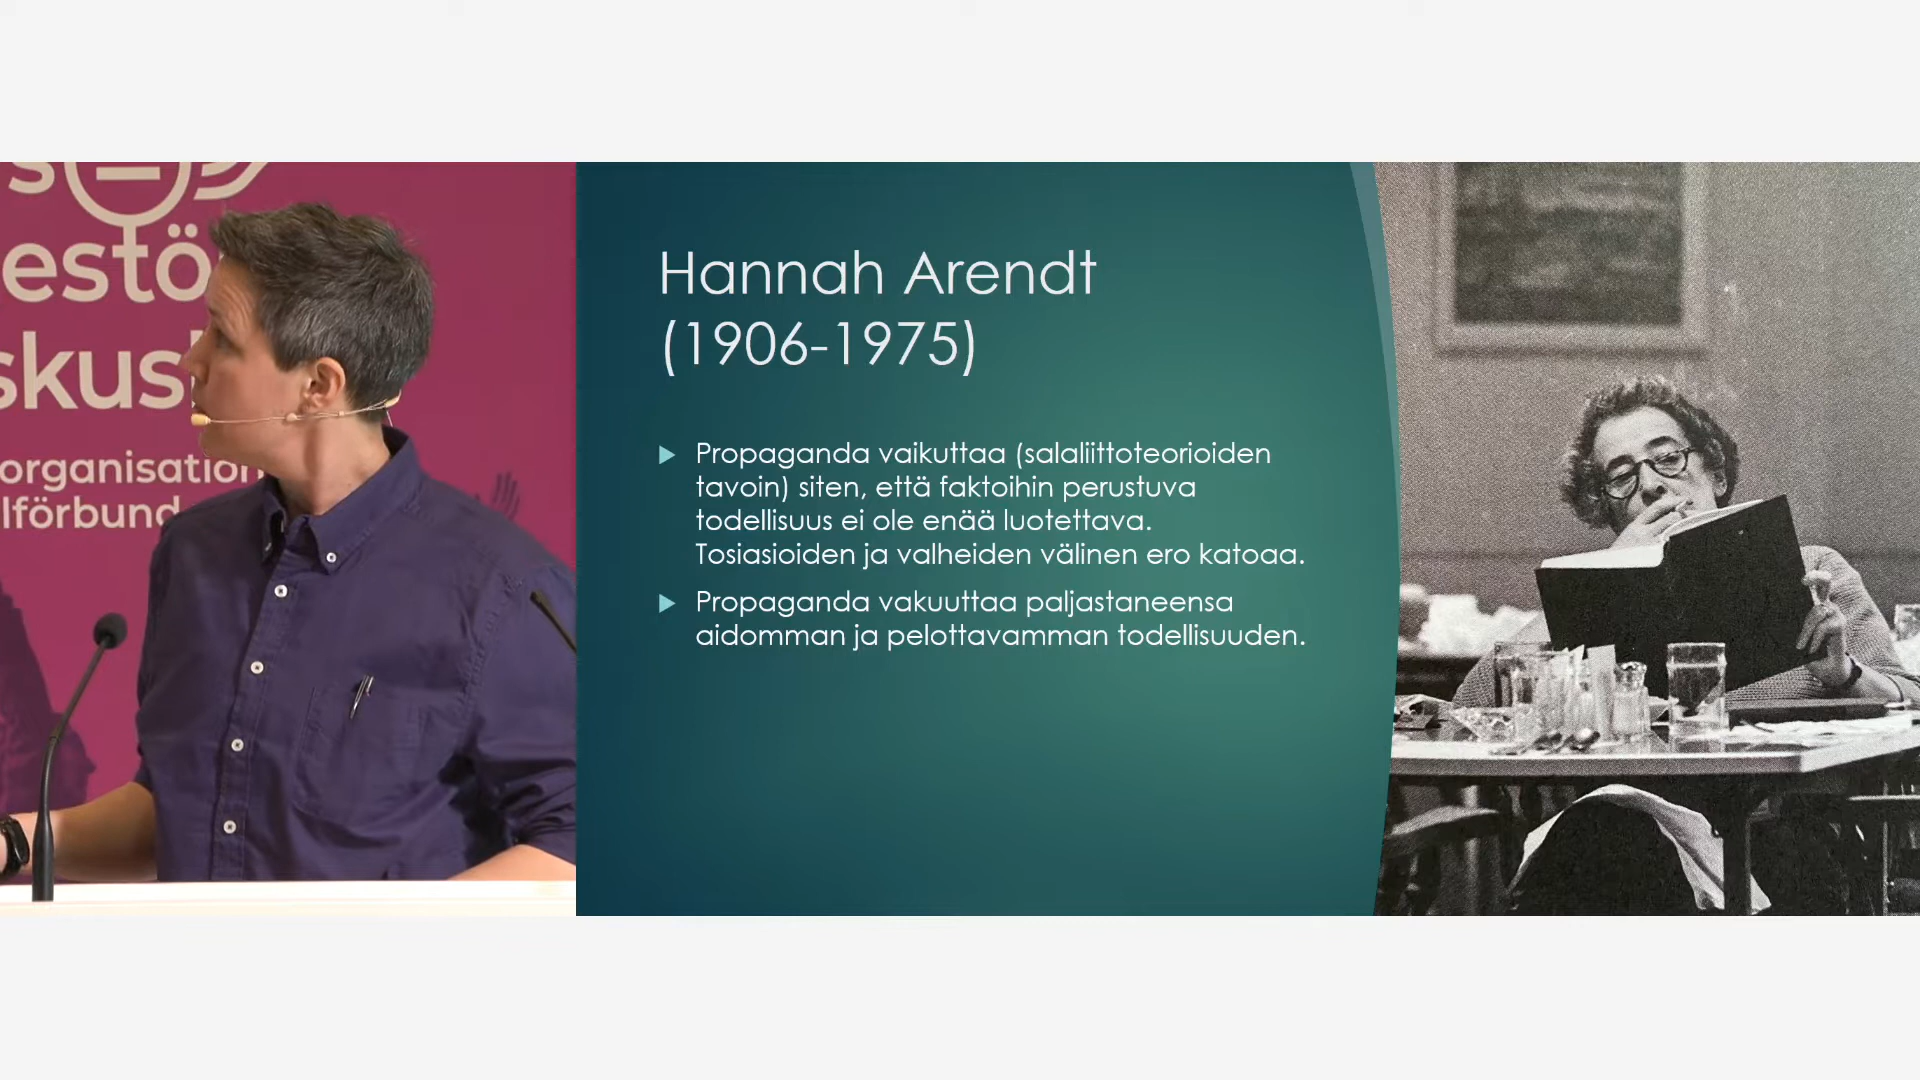 s
estö
skus
organisation
lförbund
Hannah Arendt
(1906-1975)
Propaganda vaikuttaa (salaliittoteorioiden
tavoin) siten, että faktoihin perustuva
todellisuus ei ole enää luotettava.
Tosiasioiden ja valheiden välinen ero katoaa.
Propaganda vakuuttaa paljastaneensa
aidomman ja pelottavamman todellisuuden.